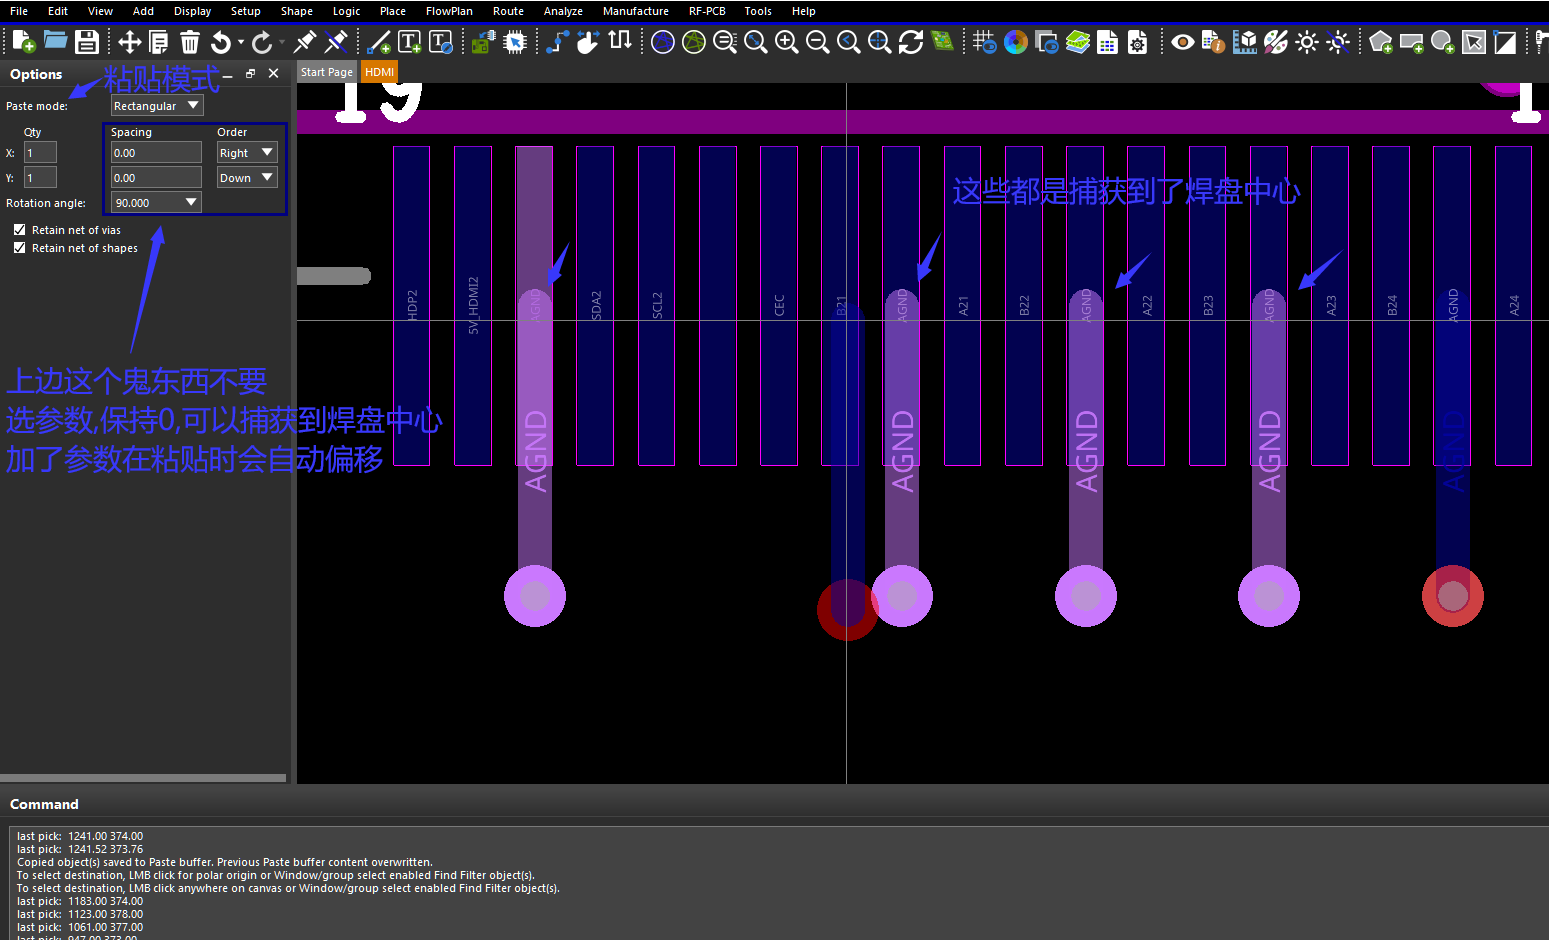 File Edit View Add Display Setup Shape Logic Place FlowPlan Route Analyze Manufacture RF-PCB Tools Help
Options
粘贴模式
Start Page HDMI
Paste mode: Rectangular
19
1
Qty Spacing Order
X: 1 0.00 Right
Y: 1 0.00 Down
Rotation angle: 90.000
Retain net of vias
Retain net of shapes
这些都是捕获到了焊盘中心
HDP2 5V_HDMI2 AGND SDA2 SCL2 CEC B21 AGND A21 B22 AGND A22 B23 AGND A23 B24 AGND A24
上边这个鬼东西不要
选参数,保持0,可以捕获到焊盘中心
加了参数在粘贴时会自动偏移
AGND AGND AGND AGND AGND
Command
last pick: 1241.00 374.00
last pick: 1241.52 373.76
Copied object(s) saved to Paste buffer. Previous Paste buffer content overwritten.
To select destination, LMB click for polar origin or Window/group select enabled Find Filter object(s).
To select destination, LMB click anywhere on canvas or Window/group select enabled Find Filter object(s).
last pick: 1183.00 374.00
last pick: 1123.00 378.00
last pick: 1061.00 377.00
last pick: 947.00 373.00